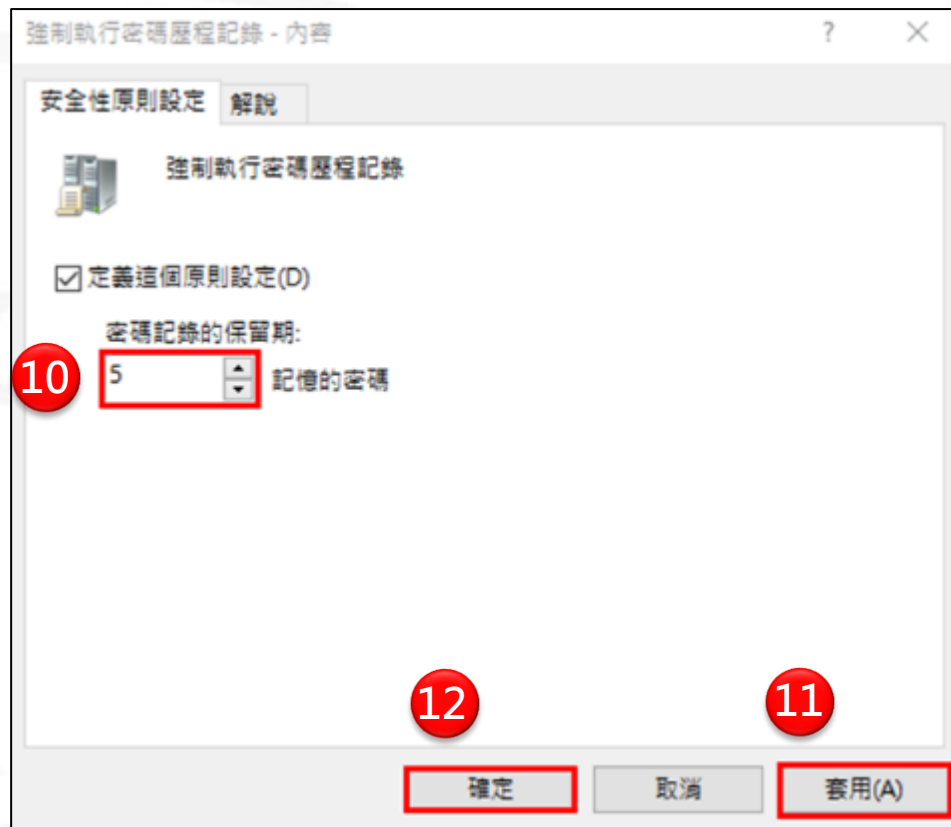 強制執行密碼歷程記錄 - 內容 ?
安全性原則設定 解說
強制執行密碼歷程記錄
定義這個原則設定(D)
密碼記錄的保留期:
10 5 記憶的密碼
12 11
確定 取消 套用(A)